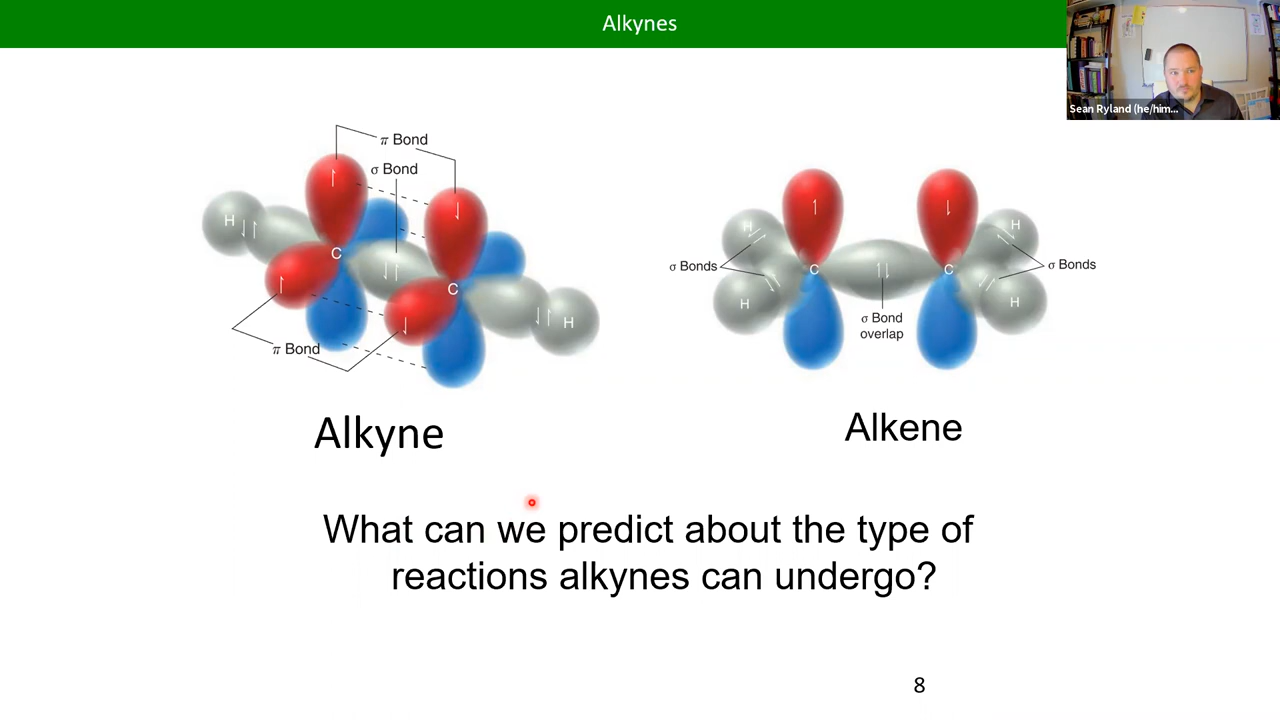 Alkynes
Sean Ryland (he/him...
π Bond
σ Bond
H
C
C
H
π Bond
H
H
σ Bonds
C
C
σ Bonds
H
H
σ Bond
overlap
Alkyne
Alkene
What can we predict about the type of
reactions alkynes can undergo?
8